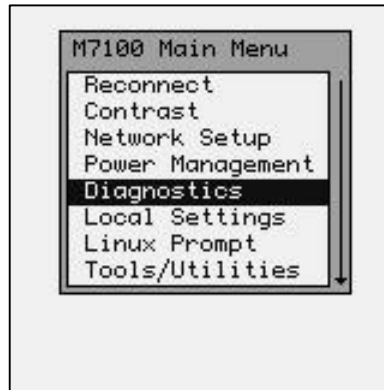 M7100 Main Menu
Reconnect
Contrast
Network Setup
Power Management
Diagnostics
Local Settings
Linux Prompt
Tools/Utilities